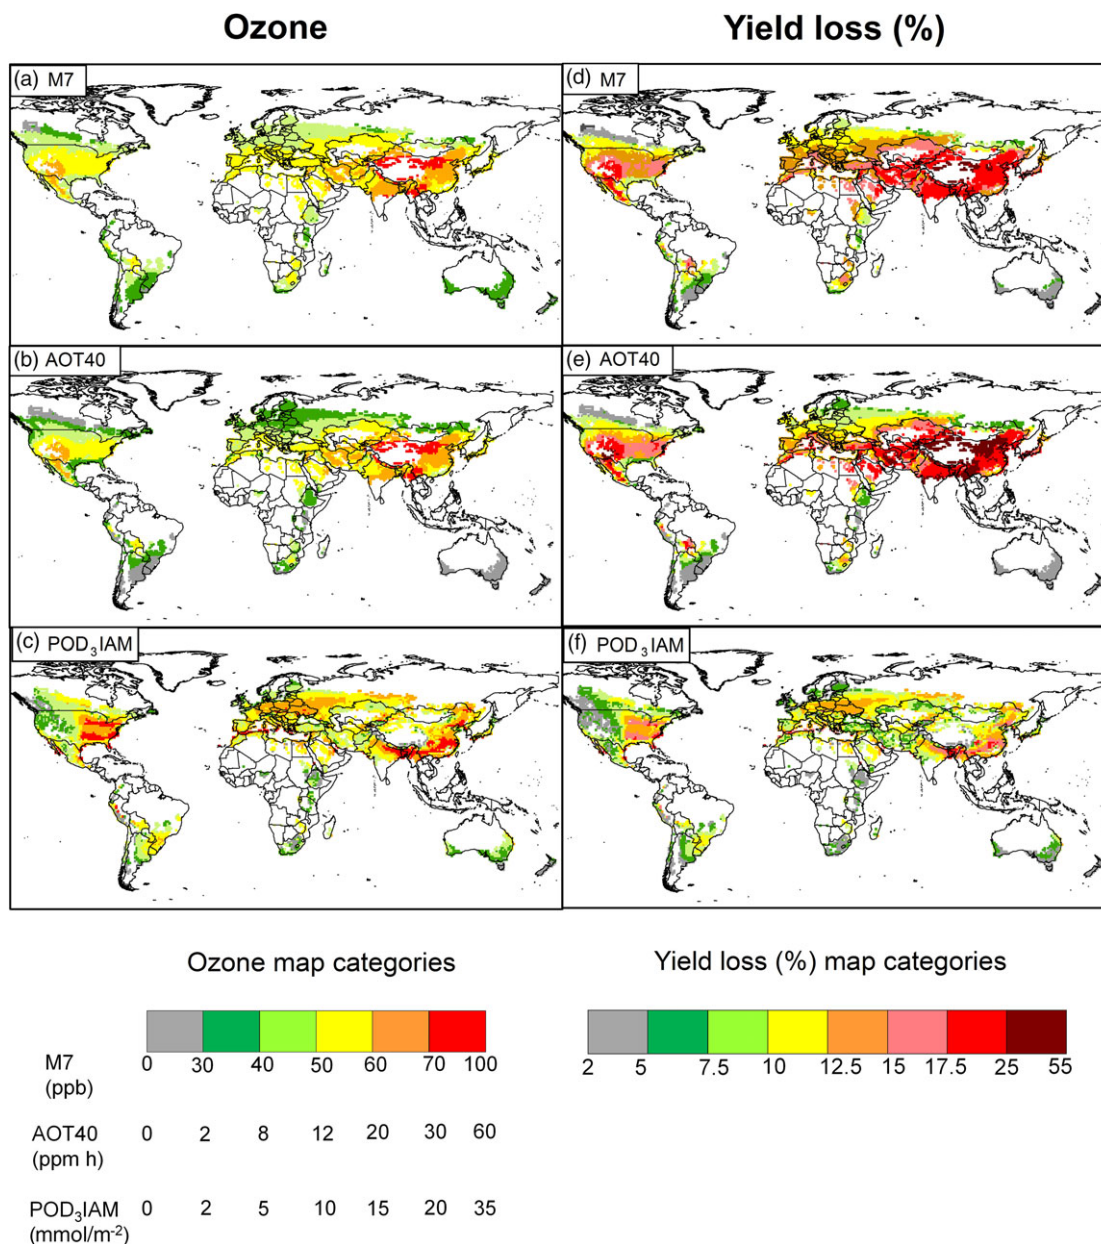 Ozone
Yield loss (%)
(a) M7
(d) M7
(b) AOT40
(e) AOT40
(c) POD₃IAM
(f) POD₃IAM
Ozone map categories
M7 (ppb)
0 30 40 50 60 70 100
AOT40 (ppm h)
0 2 8 12 20 30 60
POD₃IAM (mmol/m⁻²)
0 2 5 10 15 20 35
Yield loss (%) map categories
2 5 7.5 10 12.5 15 17.5 25 55